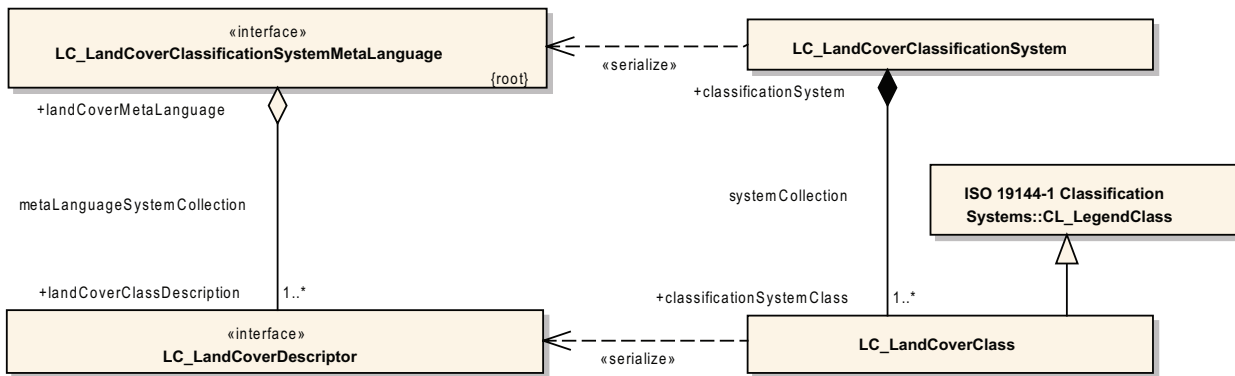 «interface»
LC_LandCoverClassificationSystemMetaLanguage
{root}
LC_LandCoverClassificationSystem
«serialize»
+landCoverMetaLanguage
+classificationSystem
metaLanguageSystemCollection
systemCollection
ISO 19144-1 Classification
Systems::CL_LegendClass
+landCoverClassDescription
1..*
+classificationSystemClass
1..*
«interface»
LC_LandCoverDescriptor
«serialize»
LC_LandCoverClass